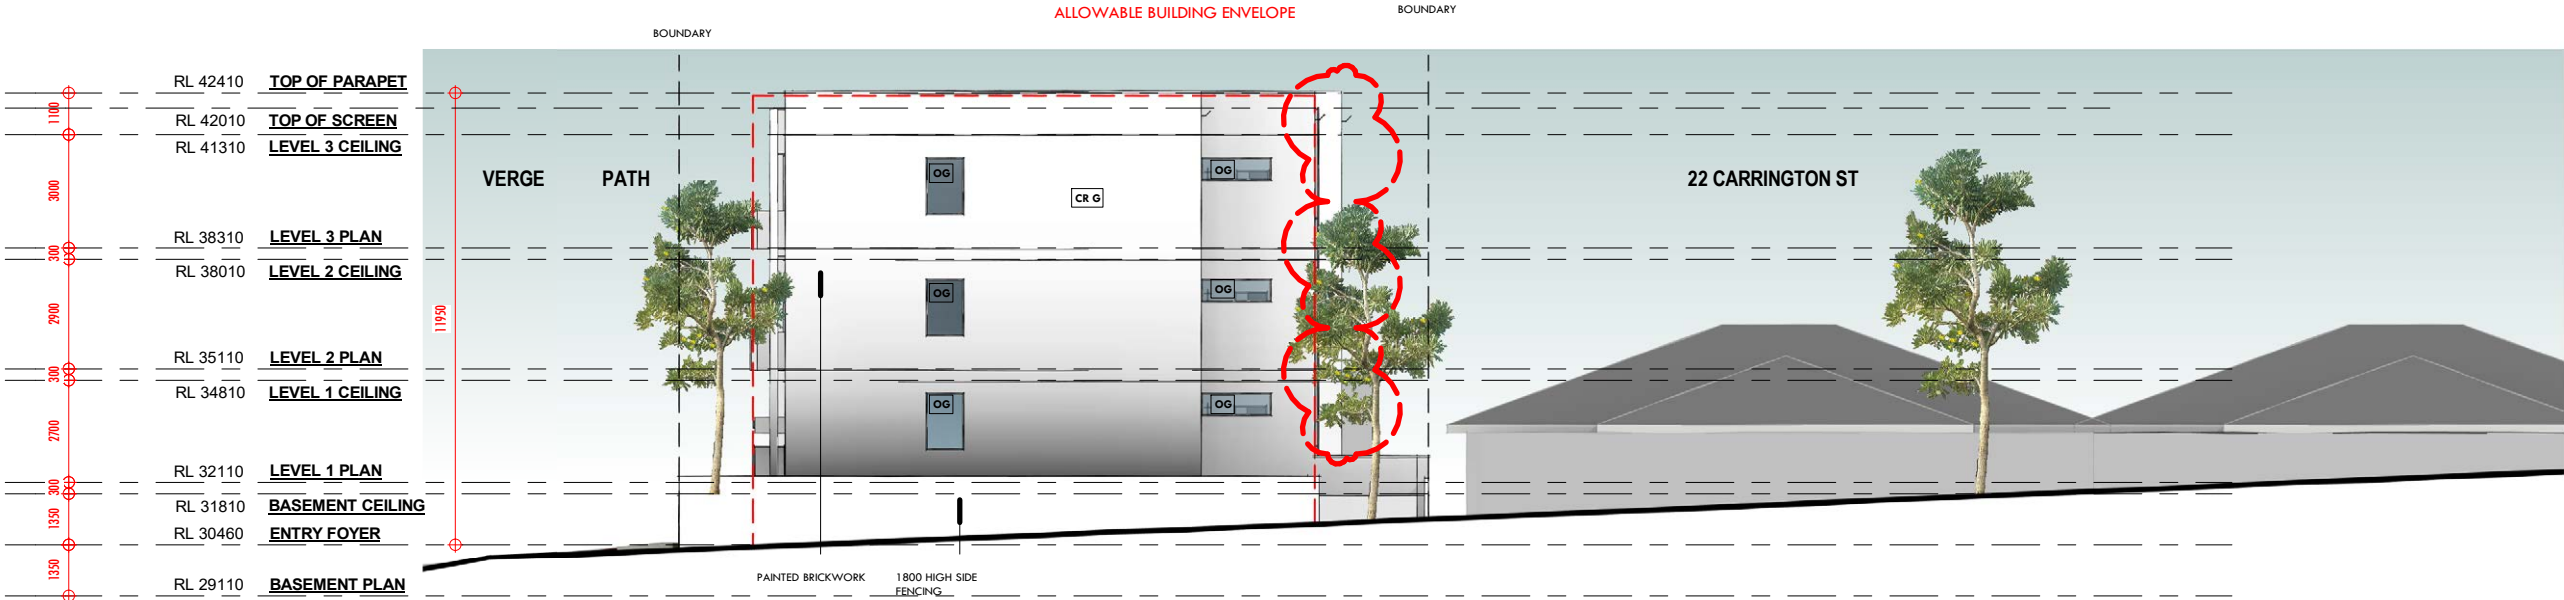 ALLOWABLE BUILDING ENVELOPE
BOUNDARY
BOUNDARY
RL 42410 TOP OF PARAPET
1100
RL 42010 TOP OF SCREEN
RL 41310 LEVEL 3 CEILING
3000
VERGE PATH
OG
CR G
OG
22 CARRINGTON ST
RL 38310 LEVEL 3 PLAN
300
RL 38010 LEVEL 2 CEILING
2900
11950
OG
OG
RL 35110 LEVEL 2 PLAN
300
RL 34810 LEVEL 1 CEILING
2700
OG
OG
RL 32110 LEVEL 1 PLAN
300
RL 31810 BASEMENT CEILING
1350
RL 30460 ENTRY FOYER
1350
RL 29110 BASEMENT PLAN
PAINTED BRICKWORK
1800 HIGH SIDE
FENCING